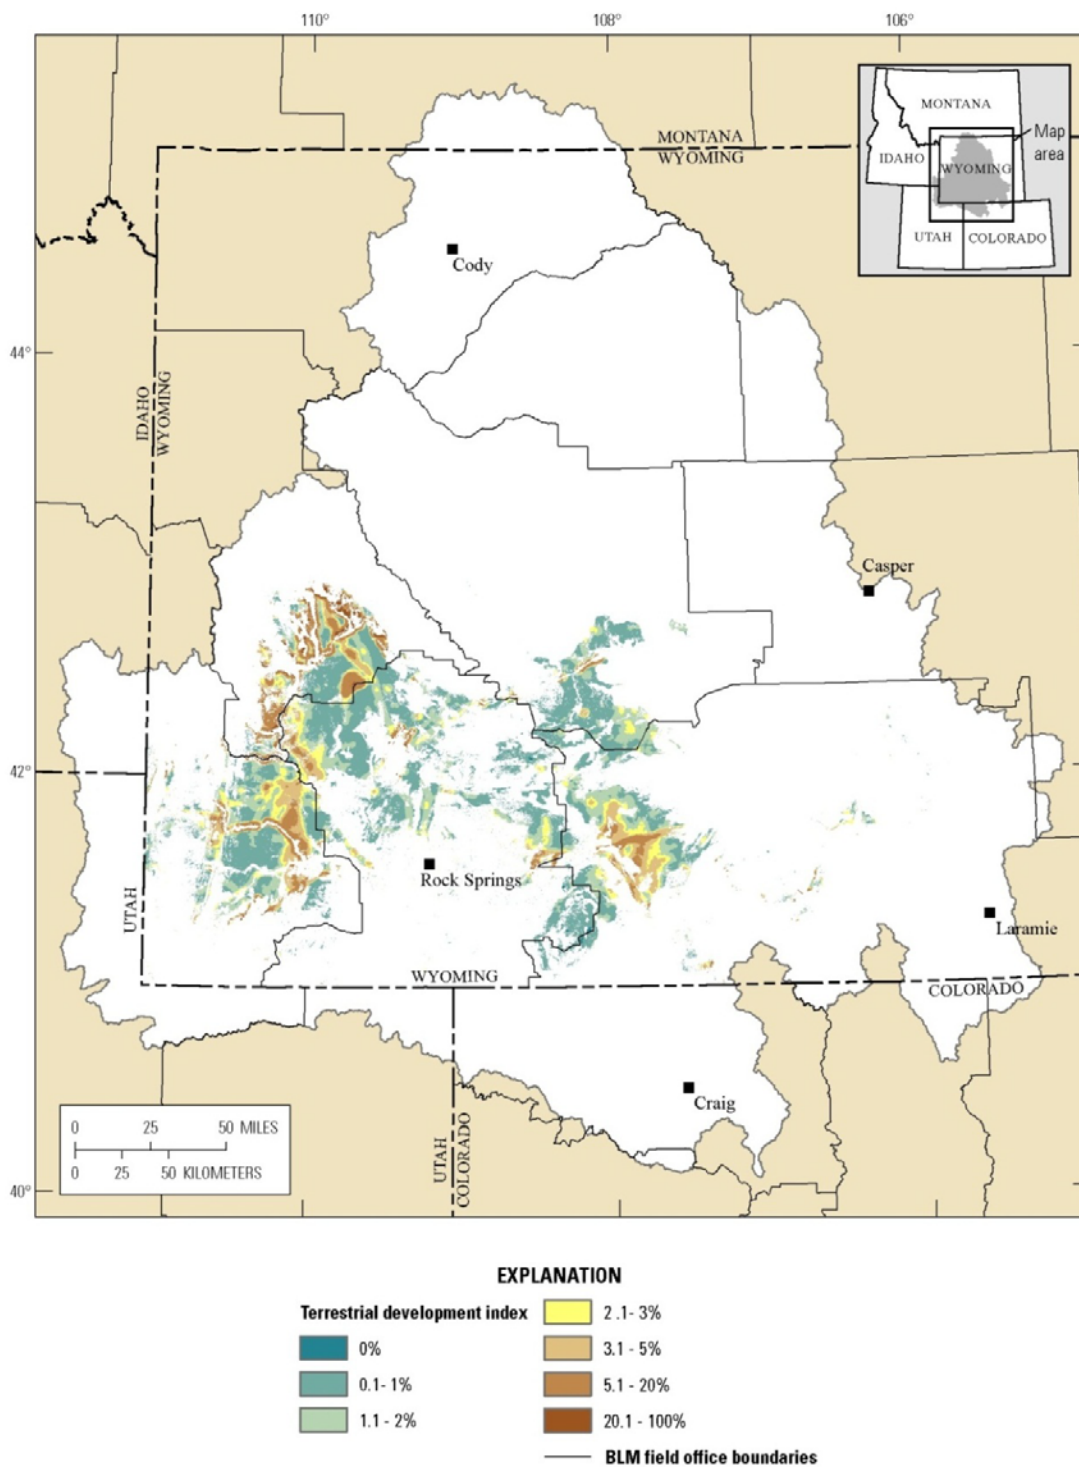 110°
108°
106°
MONTANA
WYOMING
MONTANA
IDAHO
WYOMING
UTAH
COLORADO
Map
area
Cody
44°
IDAHO
WYOMING
Casper
42°
Rock Springs
UTAH
Laramie
WYOMING
COLORADO
Craig
0 25 50 MILES
0 25 50 KILOMETERS
UTAH
COLORADO
40°
EXPLANATION
Terrestrial development index
0%
0.1- 1%
1.1 - 2%
2 .1- 3%
3.1 - 5%
5.1 - 20%
20.1 - 100%
BLM field office boundaries